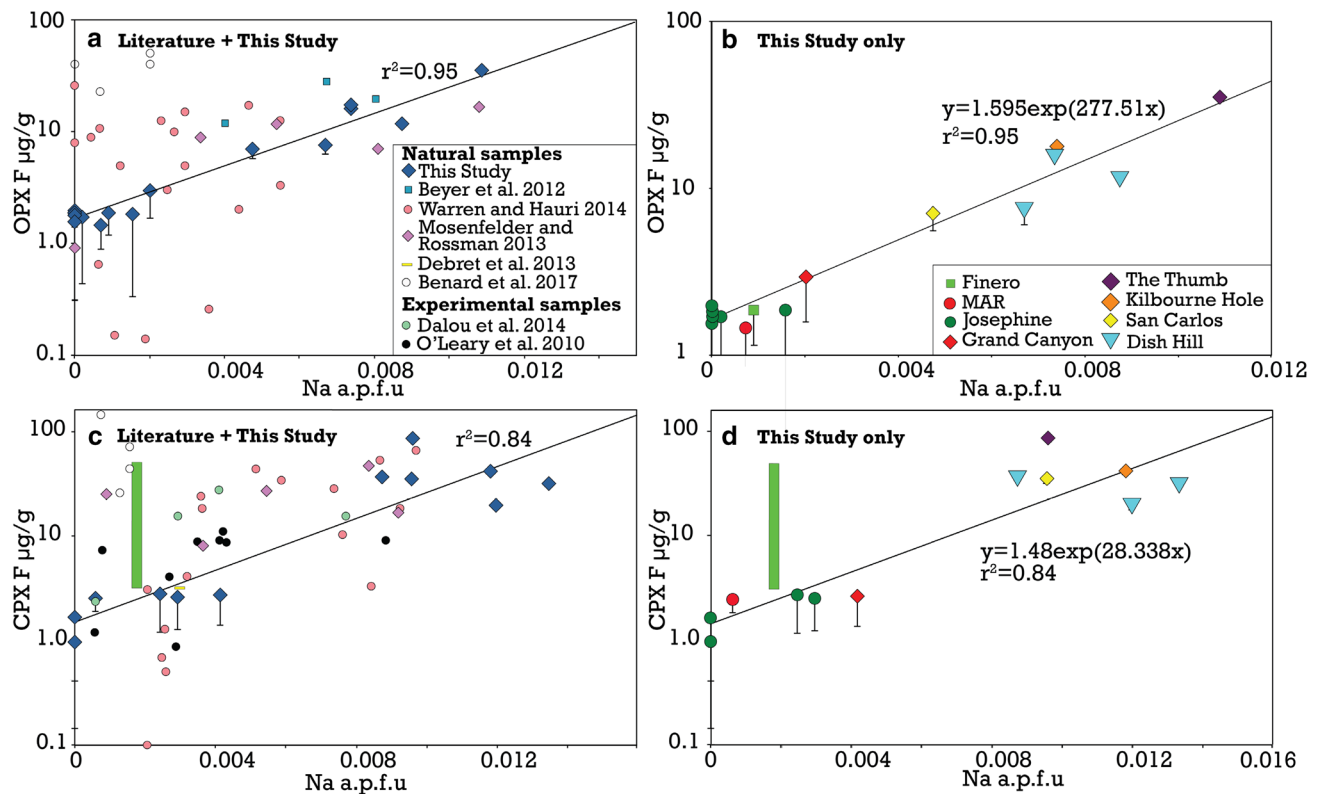 a Literature + This Study
r²=0.95
100
10
1.0
0.1
OPX F µg/g
0 0.004 0.008 0.012
Na a.p.f.u
Natural samples
This Study
Beyer et al. 2012
Warren and Hauri 2014
Mosenfelder and
Rossman 2013
Debret et al. 2013
Benard et al. 2017
Experimental samples
Dalou et al. 2014
O'Leary et al. 2010
b This Study only
y=1.595exp(277.51x)
r²=0.95
100
10
1
OPX F µg/g
0 0.004 0.008 0.012
Na a.p.f.u
Finero
MAR
Josephine
Grand Canyon
The Thumb
Kilbourne Hole
San Carlos
Dish Hill
c Literature + This Study
r²=0.84
100
10
1.0
0.1
CPX F µg/g
0 0.004 0.008 0.012
Na a.p.f.u
d This Study only
y=1.48exp(28.338x)
r²=0.84
100
10
1.0
0.1
CPX F µg/g
0 0.004 0.008 0.012 0.016
Na a.p.f.u